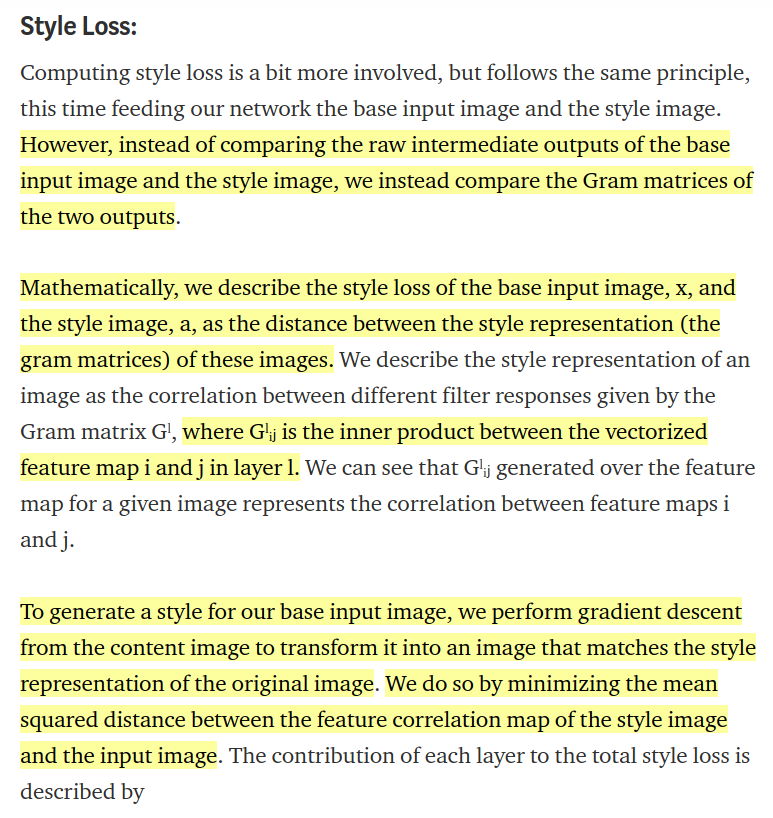 Style Loss:
Computing style loss is a bit more involved, but follows the same principle,
this time feeding our network the base input image and the style image.
However, instead of comparing the raw intermediate outputs of the base
input image and the style image, we instead compare the Gram matrices of
the two outputs.
Mathematically, we describe the style loss of the base input image, x, and
the style image, a, as the distance between the style representation (the
gram matrices) of these images. We describe the style representation of an
image as the correlation between different filter responses given by the
Gram matrix Gˡ, where Gˡᵢⱼ is the inner product between the vectorized
feature map i and j in layer l. We can see that Gˡᵢⱼ generated over the feature
map for a given image represents the correlation between feature maps i
and j.
To generate a style for our base input image, we perform gradient descent
from the content image to transform it into an image that matches the style
representation of the original image. We do so by minimizing the mean
squared distance between the feature correlation map of the style image
and the input image. The contribution of each layer to the total style loss is
described by